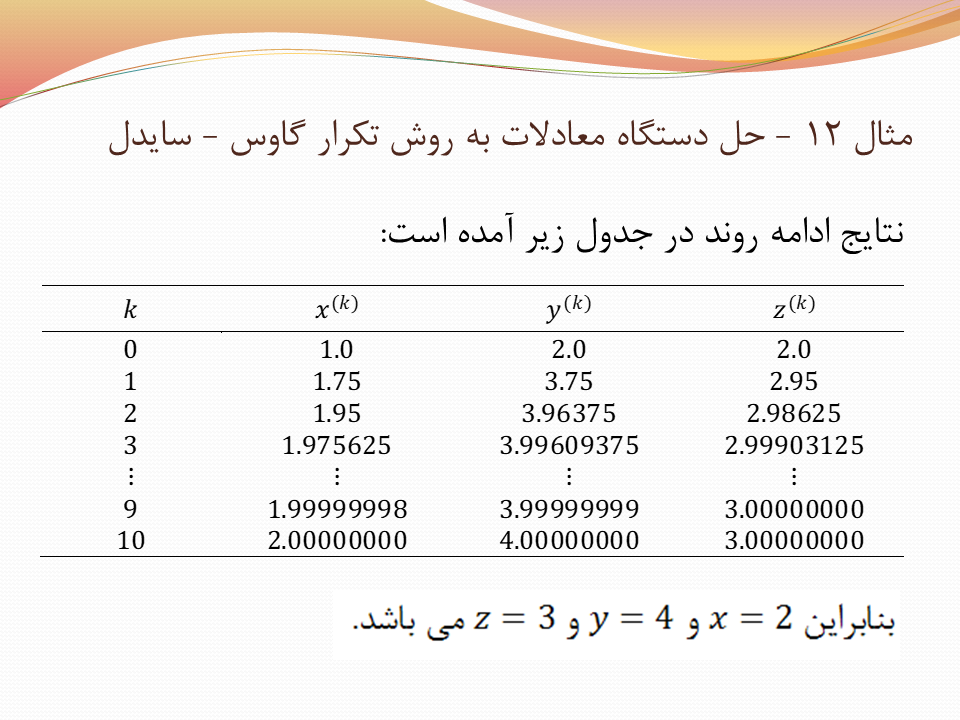 مثال ۱۲ – حل دستگاه معادلات به روش تکرار گاوس – سایدل
نتایج ادامه روند در جدول زیر آمده است:
k x⁽ᵏ⁾ y⁽ᵏ⁾ z⁽ᵏ⁾
0 1.0 2.0 2.0
1 1.75 3.75 2.95
2 1.95 3.96375 2.98625
3 1.975625 3.99609375 2.99903125
⋮ ⋮ ⋮ ⋮
9 1.99999998 3.99999999 3.00000000
10 2.00000000 4.00000000 3.00000000
بنابراین x = 2 و y = 4 و z = 3 می باشد.